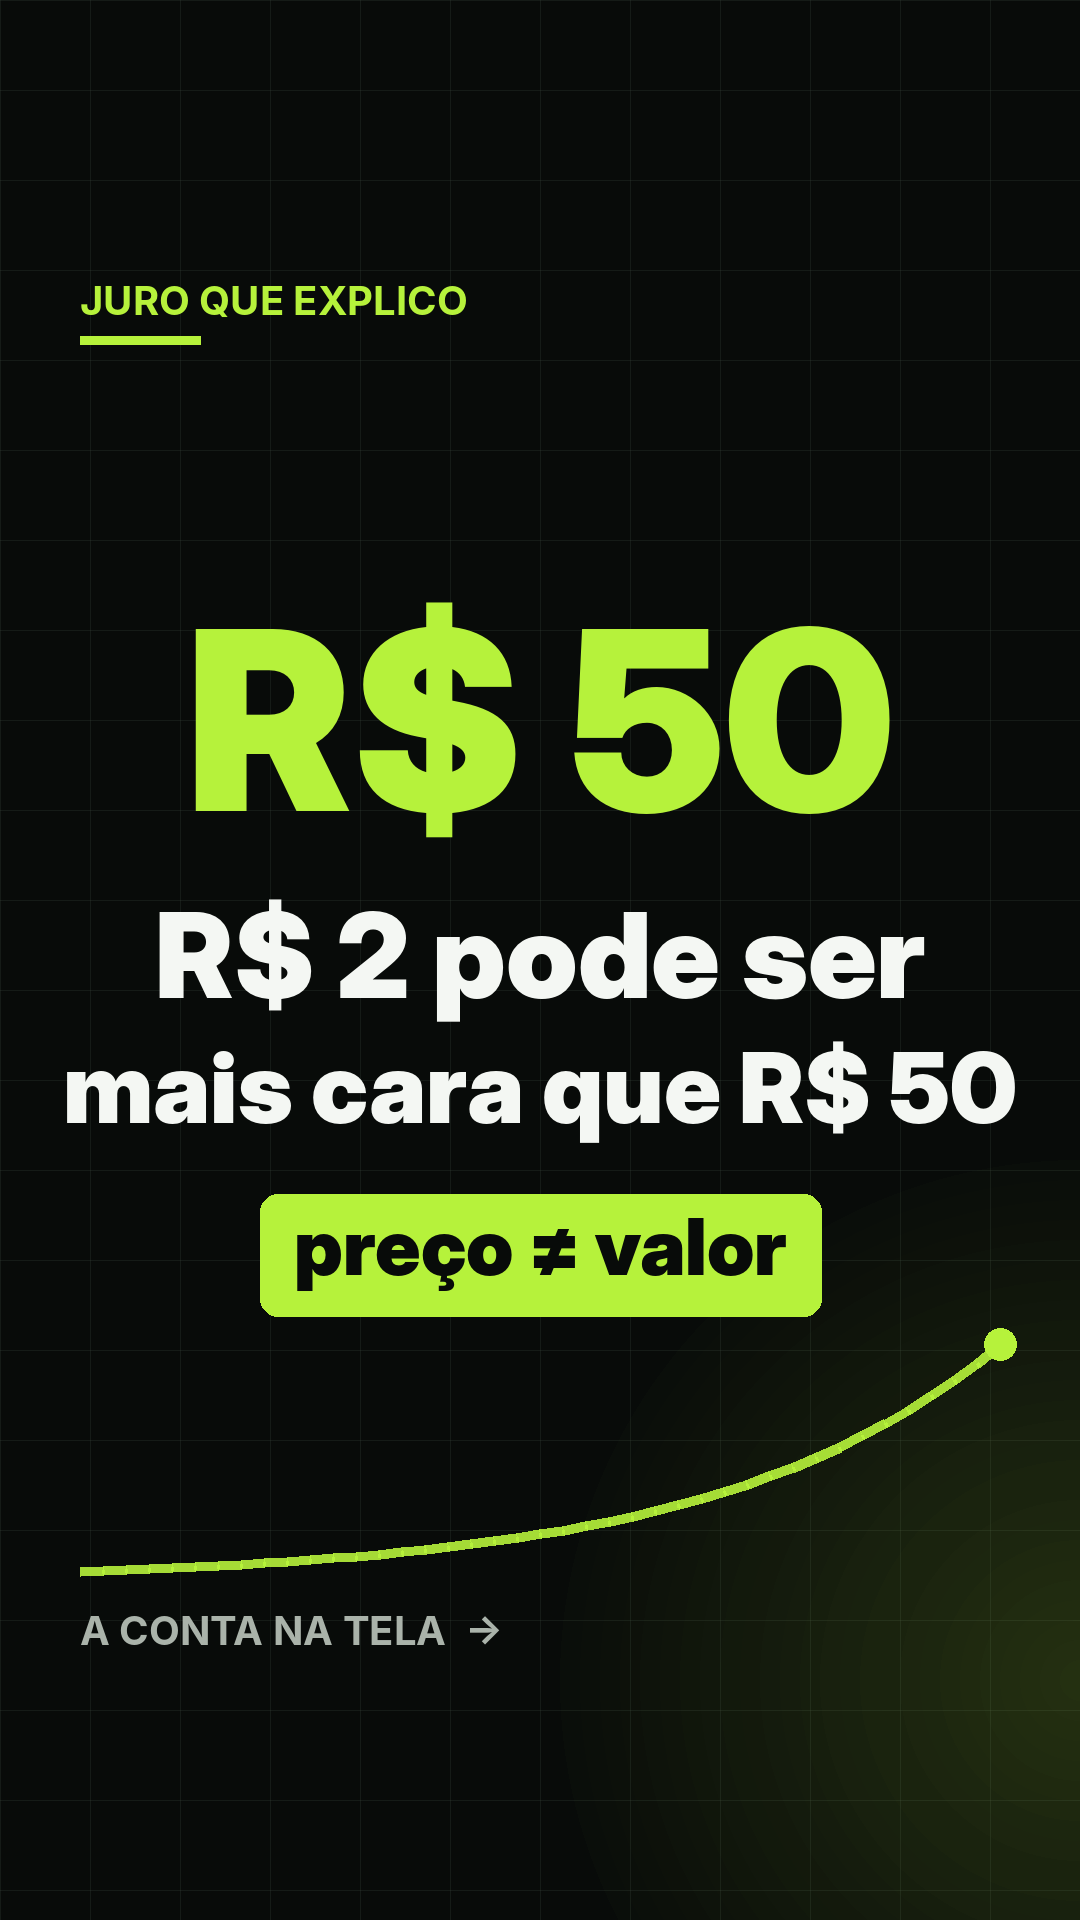 JURO QUE EXPLICO
R$ 50
R$ 2 pode ser
mais cara que R$ 50
preço ≠ valor
A CONTA NA TELA →